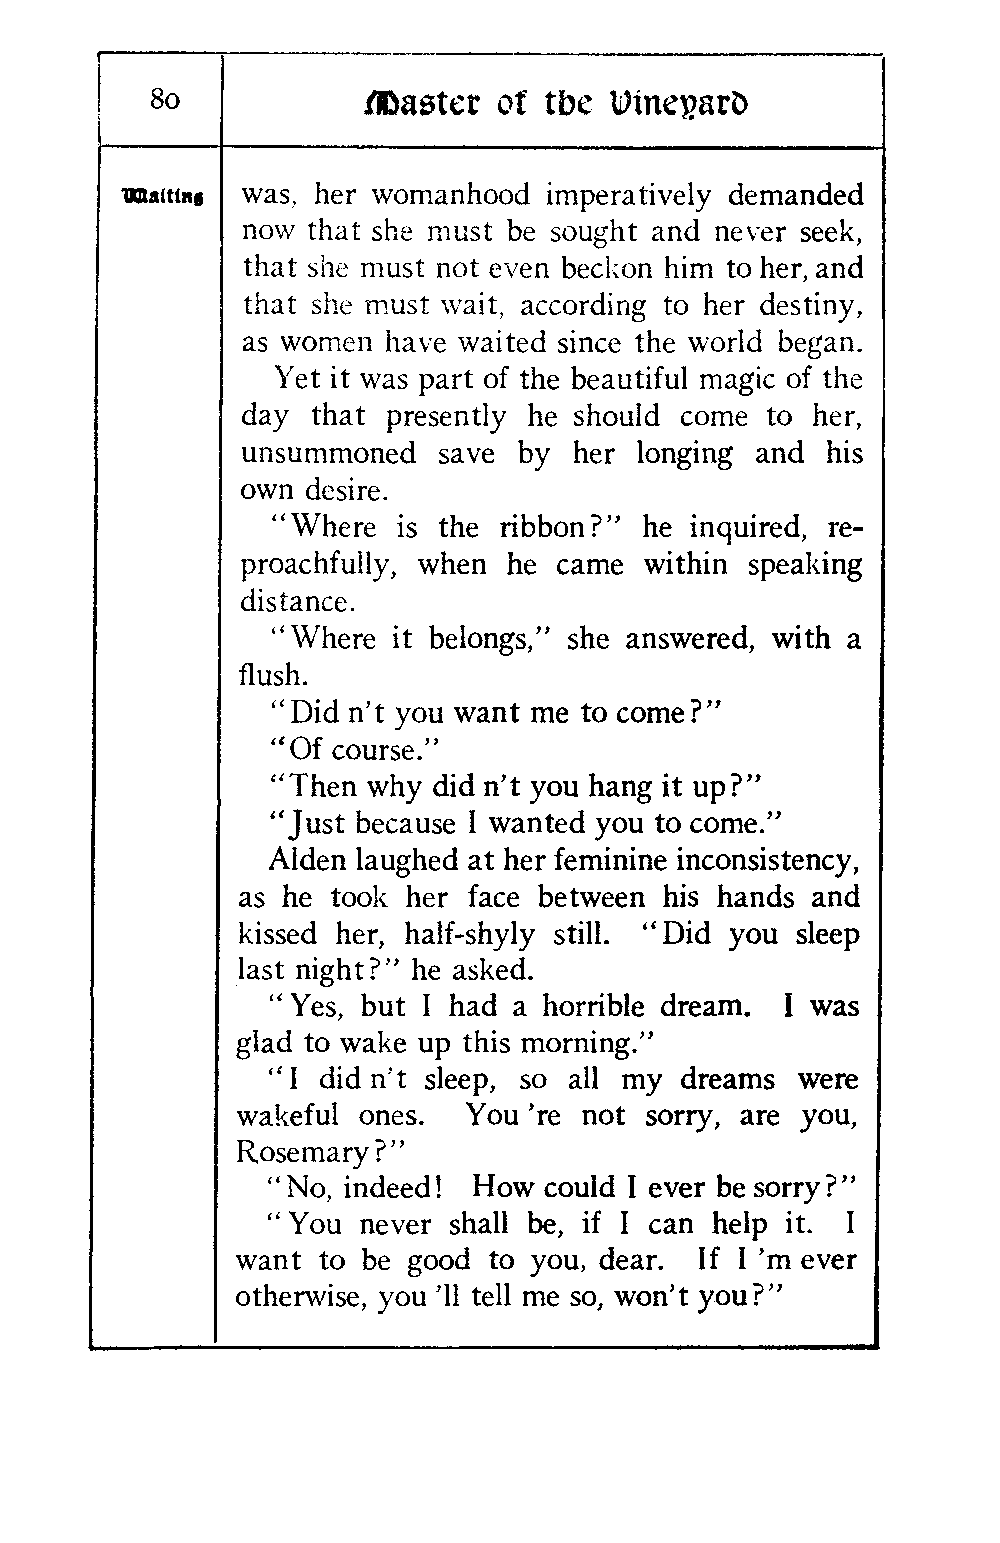 80
Master of the Vineyard
Waiting
was, her womanhood imperatively demanded
now that she must be sought and never seek,
that she must not even beckon him to her, and
that she must wait, according to her destiny,
as women have waited since the world began.
Yet it was part of the beautiful magic of the
day that presently he should come to her,
unsummoned save by her longing and his
own desire.
"Where is the ribbon?" he inquired, re-
proachfully, when he came within speaking
distance.
"Where it belongs," she answered, with a
flush.
"Did n't you want me to come?"
"Of course."
"Then why did n't you hang it up?"
"Just because I wanted you to come."
Alden laughed at her feminine inconsistency,
as he took her face between his hands and
kissed her, half-shyly still. "Did you sleep
last night?" he asked.
"Yes, but I had a horrible dream. I was
glad to wake up this morning."
"I did n't sleep, so all my dreams were
wakeful ones. You 're not sorry, are you,
Rosemary?"
"No, indeed! How could I ever be sorry?"
"You never shall be, if I can help it. I
want to be good to you, dear. If I 'm ever
otherwise, you 'll tell me so, won't you?"